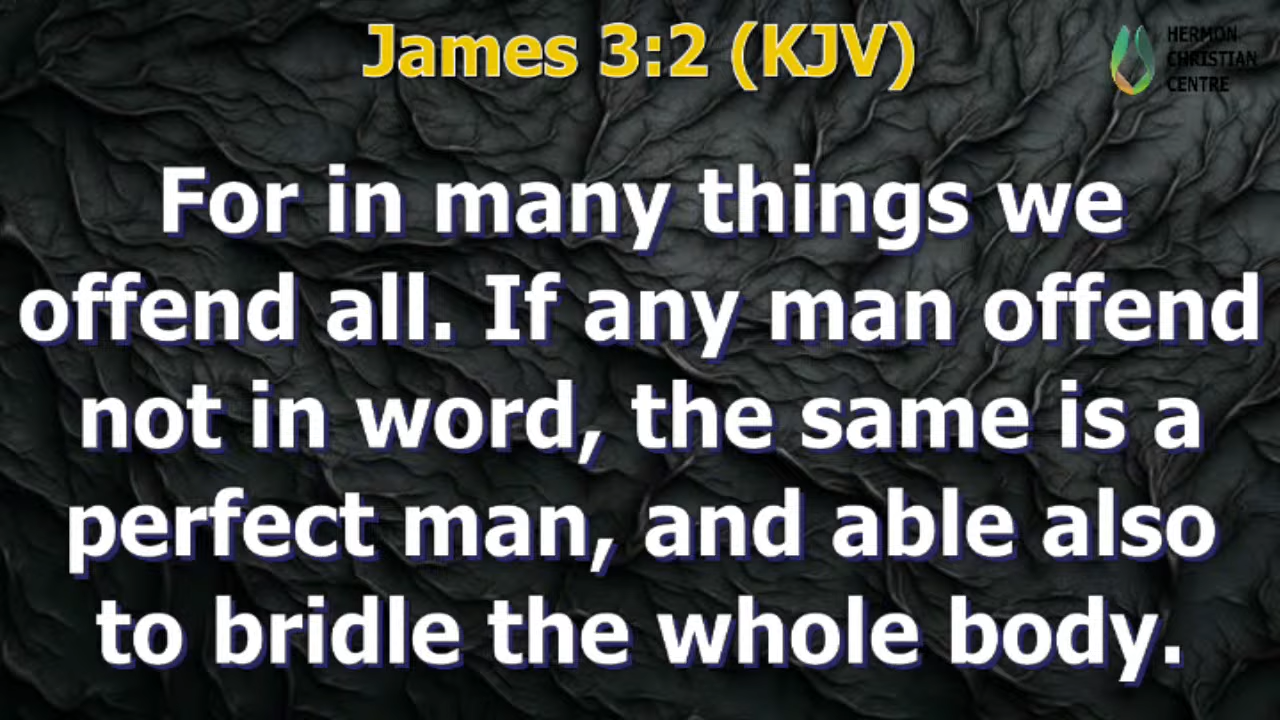 James 3:2 (KJV)
HERMON
CHRISTIAN
CENTRE
For in many things we
offend all. If any man offend
not in word, the same is a
perfect man, and able also
to bridle the whole body.